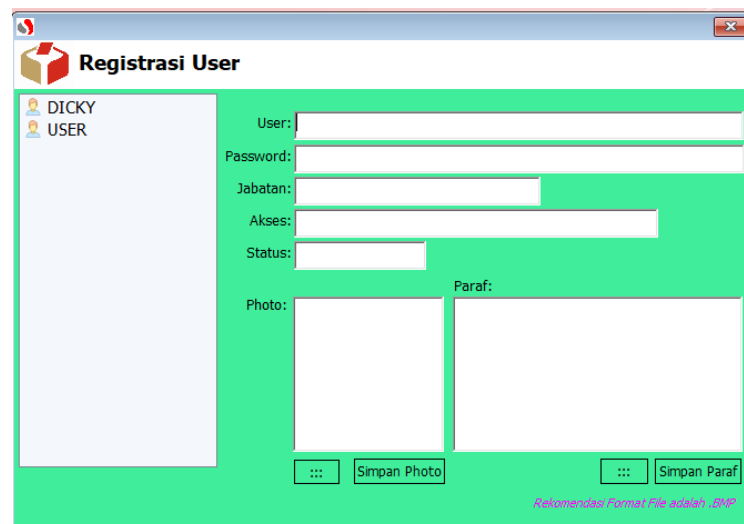 Registrasi User
DICKY
USER
User:
Password:
Jabatan:
Akses:
Status:
Photo:
Paraf:
:::
Simpan Photo
:::
Simpan Paraf
Rekomendasi Format File adalah .BMP